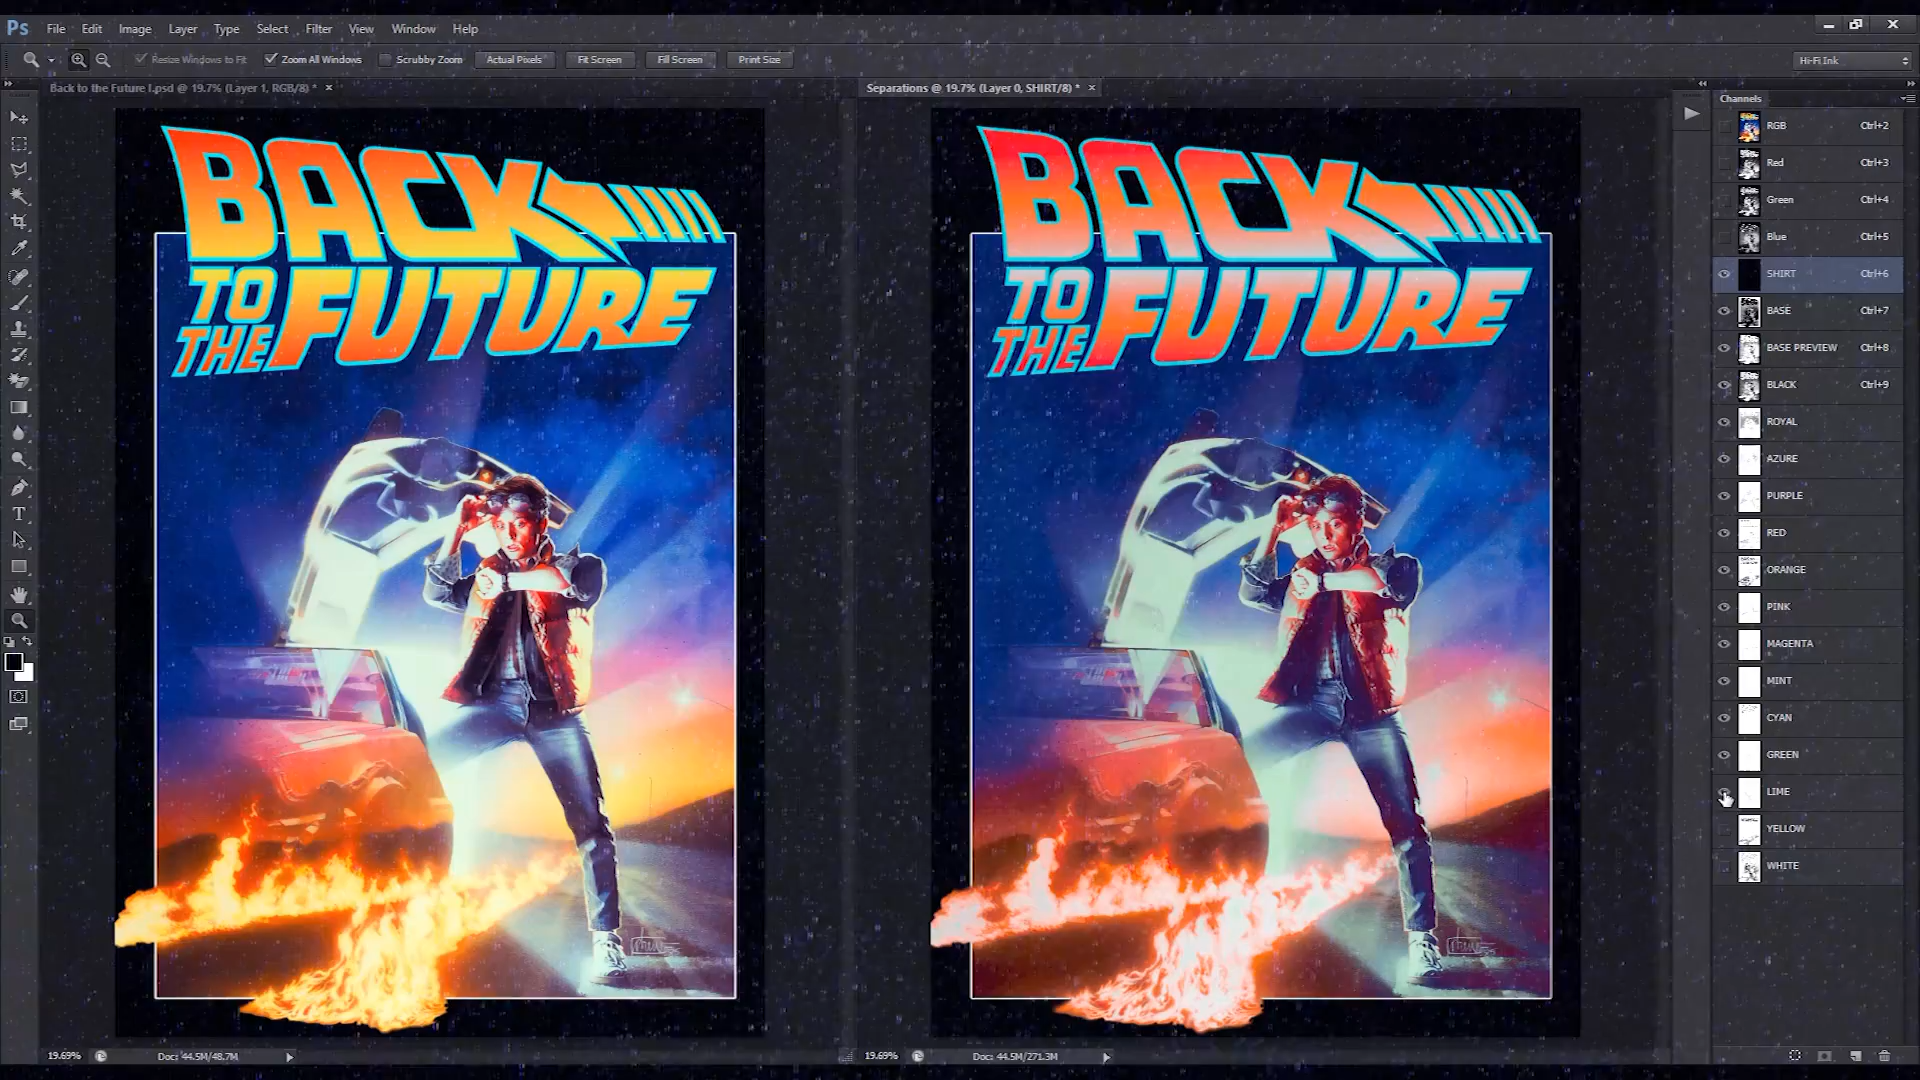 Ps File Edit Image Layer Type Select Filter View Window Help
Resize Windows to Fit Zoom All Windows Scrubby Zoom Actual Pixels Fit Screen Fill Screen Print Size Hi-Fi Ink
Back to the Future I.psd @ 19.7% (Layer 1, RGB/8) * ×
Separations @ 19.7% (Layer 0, SHIRT/8) * ×
BACK
TO THE FUTURE
BACK
TO THE FUTURE
Channels
RGB Ctrl+2
Red Ctrl+3
Green Ctrl+4
Blue Ctrl+5
SHIRT Ctrl+6
BASE Ctrl+7
BASE PREVIEW Ctrl+8
BLACK Ctrl+9
ROYAL
AZURE
PURPLE
RED
ORANGE
PINK
MAGENTA
MINT
CYAN
GREEN
LIME
YELLOW
WHITE
19.69% Doc: 44.5M/48.7M
19.69% Doc: 44.5M/271.3M